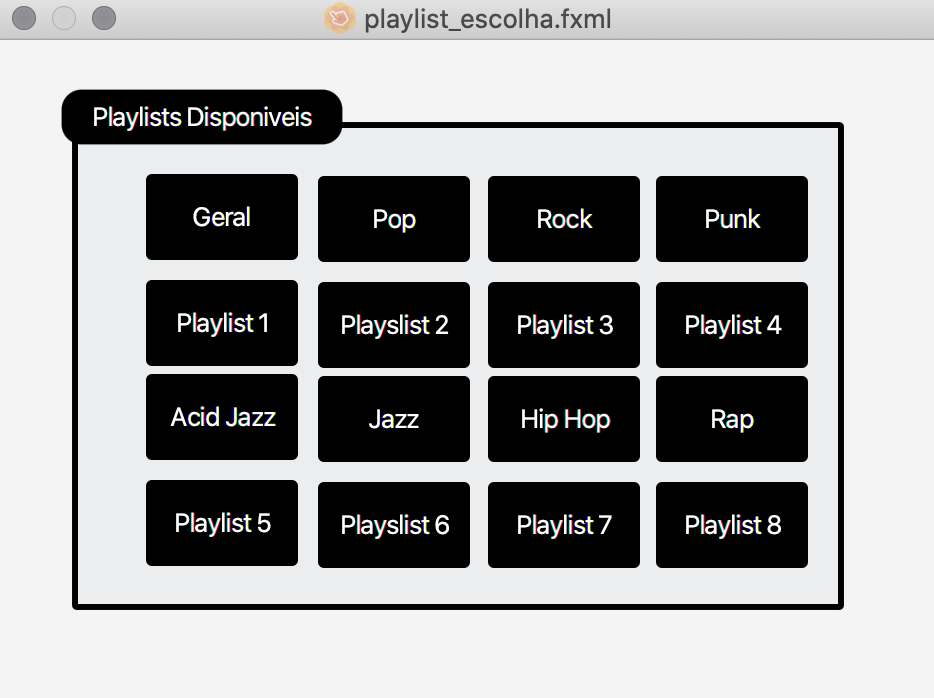 playlist_escolha.fxml
Playlists Disponiveis
Geral
Pop
Rock
Punk
Playlist 1
Playslist 2
Playlist 3
Playlist 4
Acid Jazz
Jazz
Hip Hop
Rap
Playlist 5
Playslist 6
Playlist 7
Playlist 8